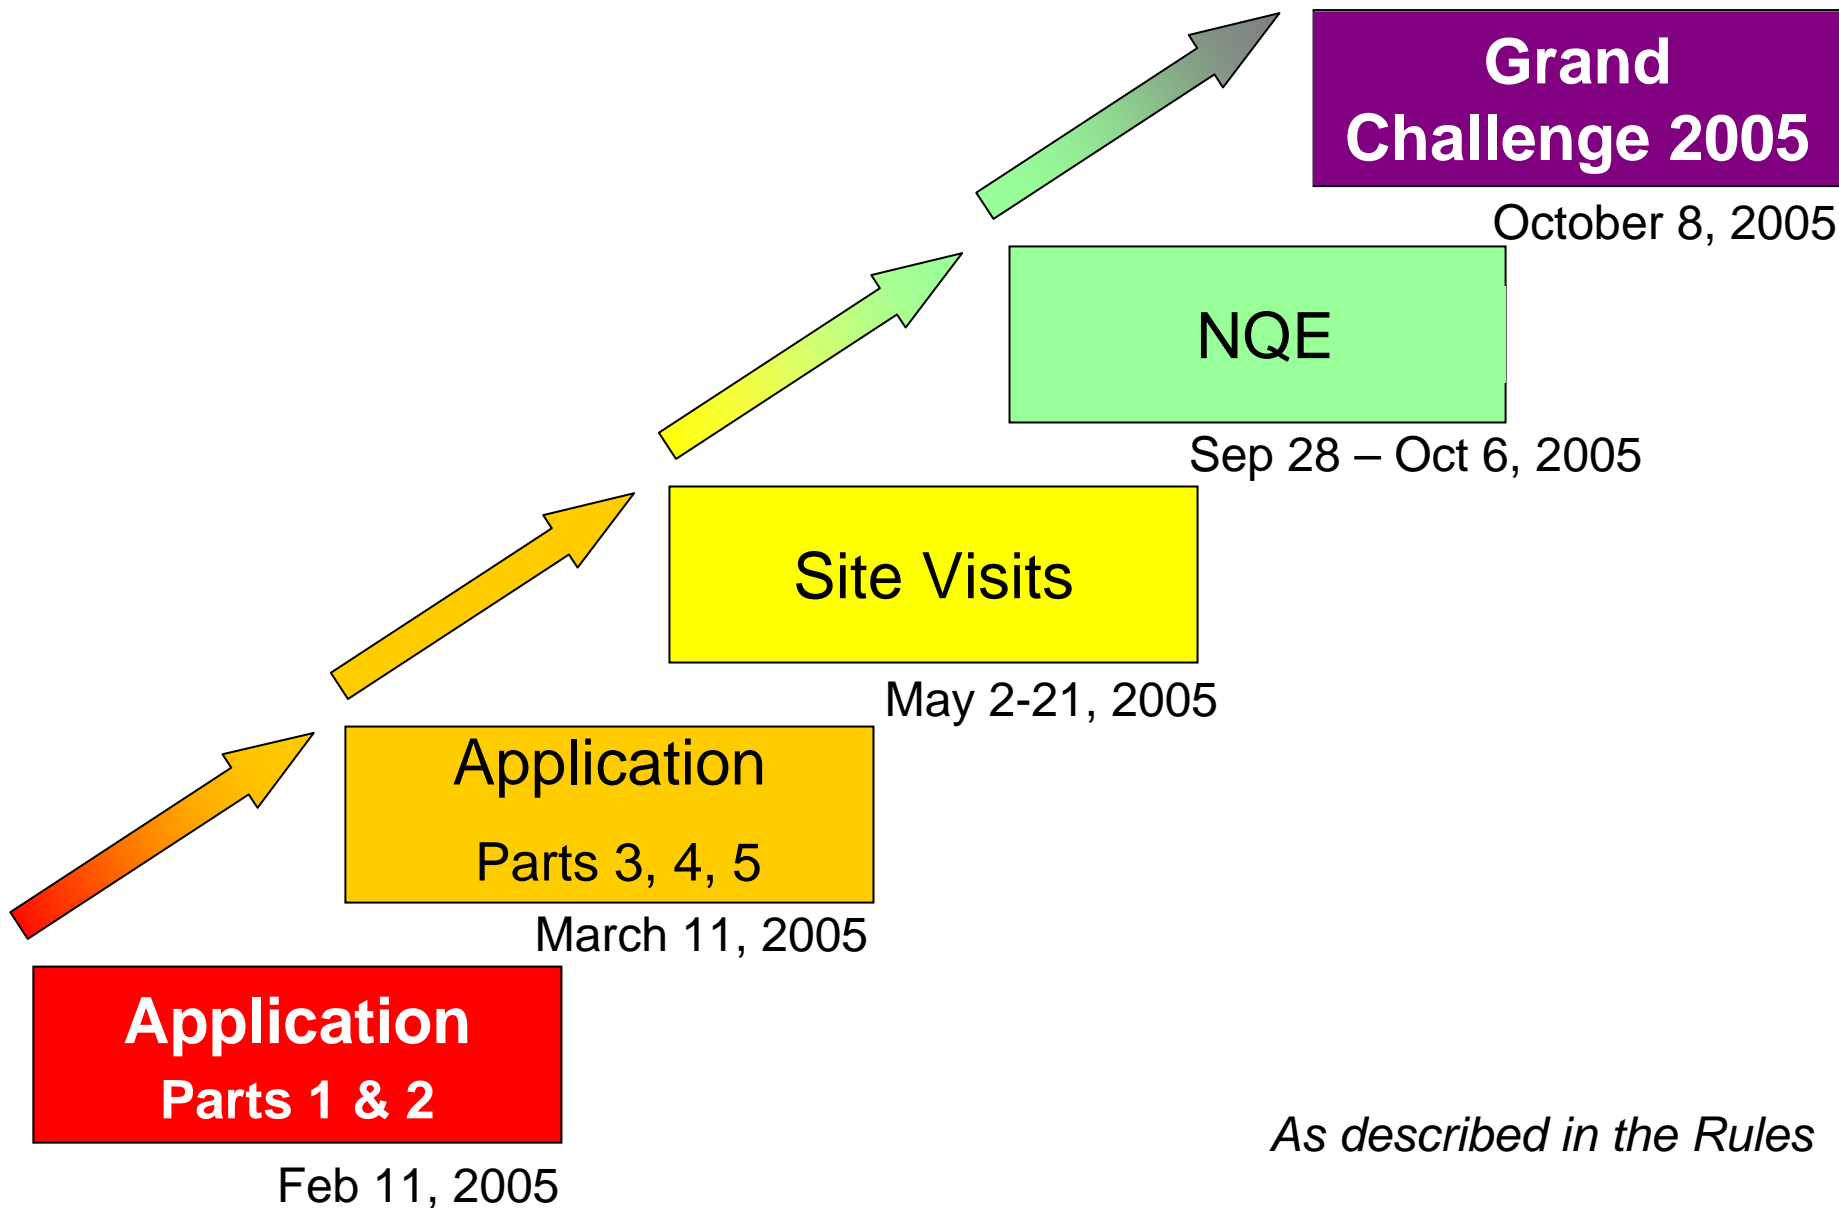 Grand
Challenge 2005
October 8, 2005
NQE
Sep 28 – Oct 6, 2005
Site Visits
May 2-21, 2005
Application
Parts 3, 4, 5
March 11, 2005
Application
Parts 1 & 2
Feb 11, 2005
As described in the Rules